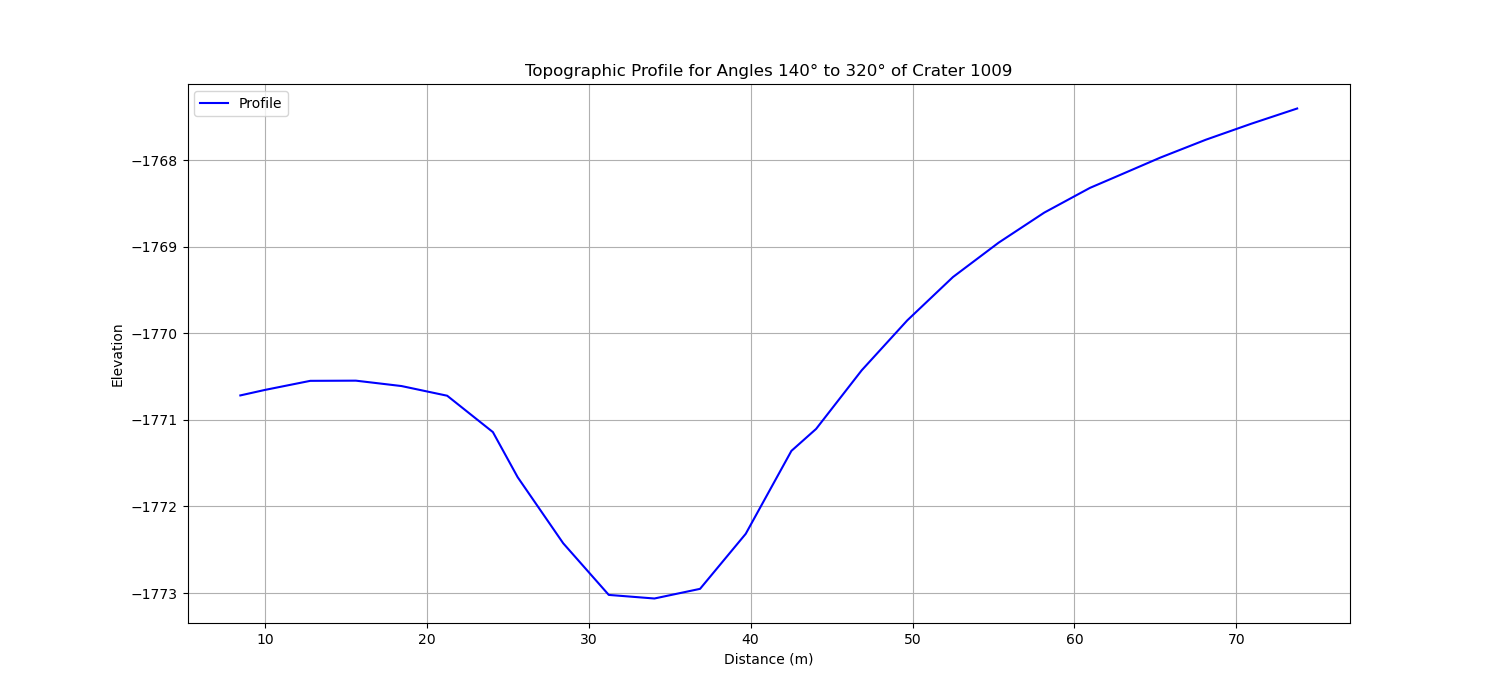 Topographic Profile for Angles 140° to 320° of Crater 1009
Profile
Elevation
−1768
−1769
−1770
−1771
−1772
−1773
10 20 30 40 50 60 70
Distance (m)